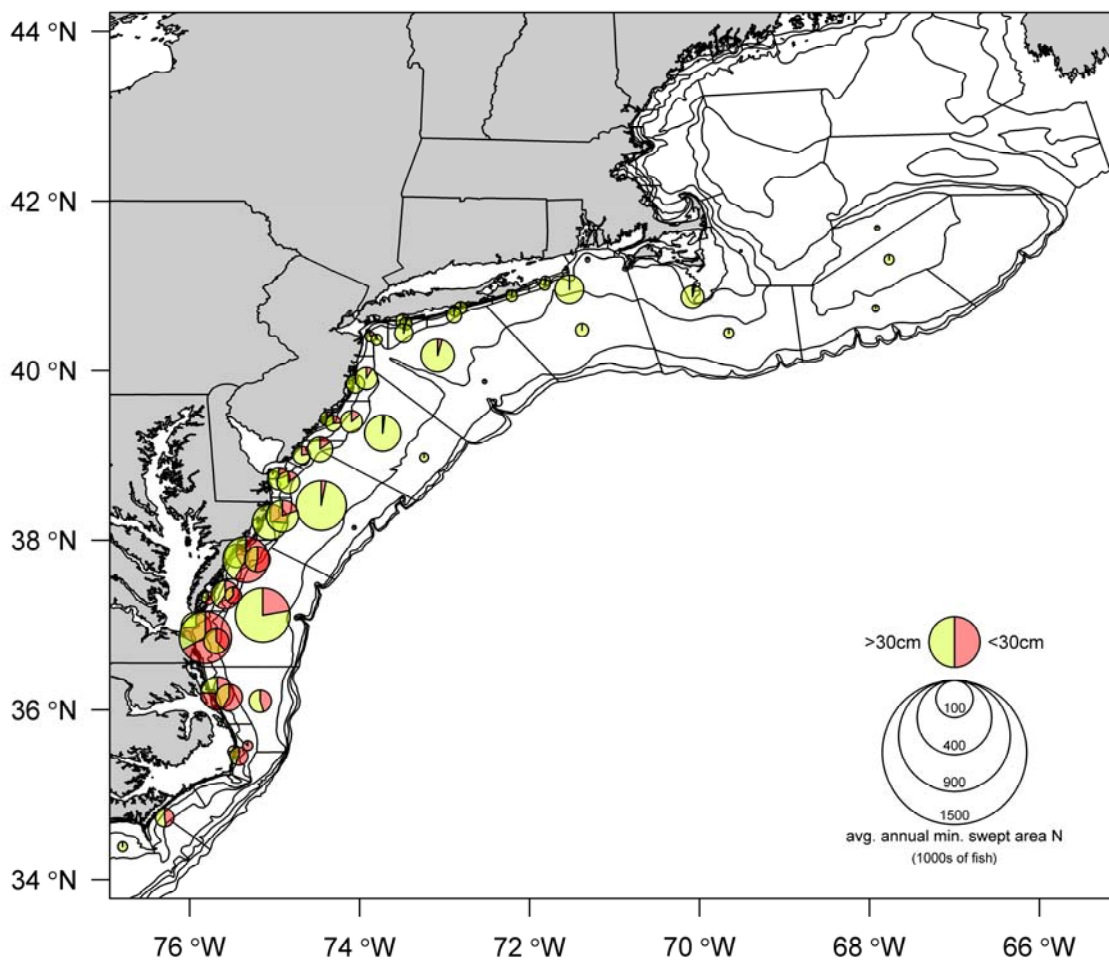 44 °N
42 °N
40 °N
38 °N
36 °N
34 °N
>30cm <30cm
100
400
900
1500
avg. annual min. swept area N
(1000s of fish)
76 °W 74 °W 72 °W 70 °W 68 °W 66 °W